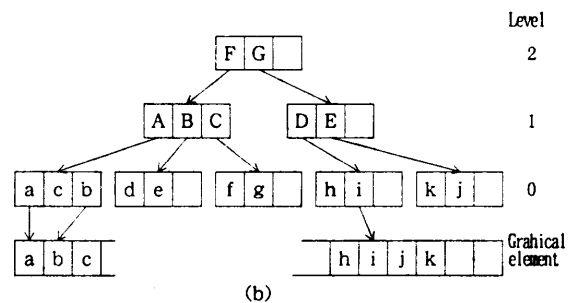 Level
F G 2
A B C D E 1
a c b d e f g h i k j 0
Grahical
a b c h i j k element
(b)